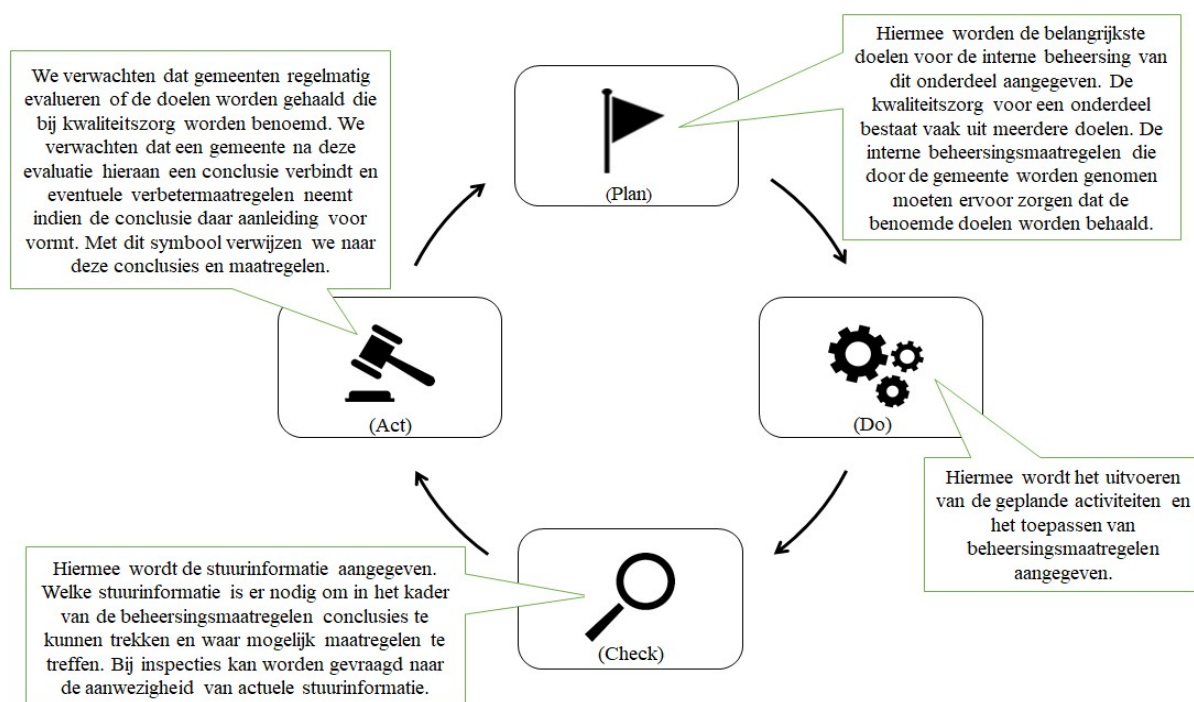 Hiermee worden de belangrijkste
doelen voor de interne beheersing van
dit onderdeel aangegeven. De
kwaliteitszorg voor een onderdeel
bestaat vaak uit meerdere doelen. De
interne beheersingsmaatregelen die
door de gemeente worden genomen
moeten ervoor zorgen dat de
benoemde doelen worden behaald.
We verwachten dat gemeenten regelmatig
evalueren of de doelen worden gehaald die
bij kwaliteitszorg worden benoemd. We
verwachten dat een gemeente na deze
evaluatie hieraan een conclusie verbindt en
eventuele verbetermaatregelen neemt
indien de conclusie daar aanleiding voor
vormt. Met dit symbool verwijzen we naar
deze conclusies en maatregelen.
(Plan)
(Act)
(Do)
Hiermee wordt het uitvoeren
van de geplande activiteiten en
het toepassen van
beheersingsmaatregelen
aangegeven.
Hiermee wordt de stuurinformatie aangegeven.
Welke stuurinformatie is er nodig om in het kader
van de beheersingsmaatregelen conclusies te
kunnen trekken en waar mogelijk maatregelen te
treffen. Bij inspecties kan worden gevraagd naar
de aanwezigheid van actuele stuurinformatie.
(Check)